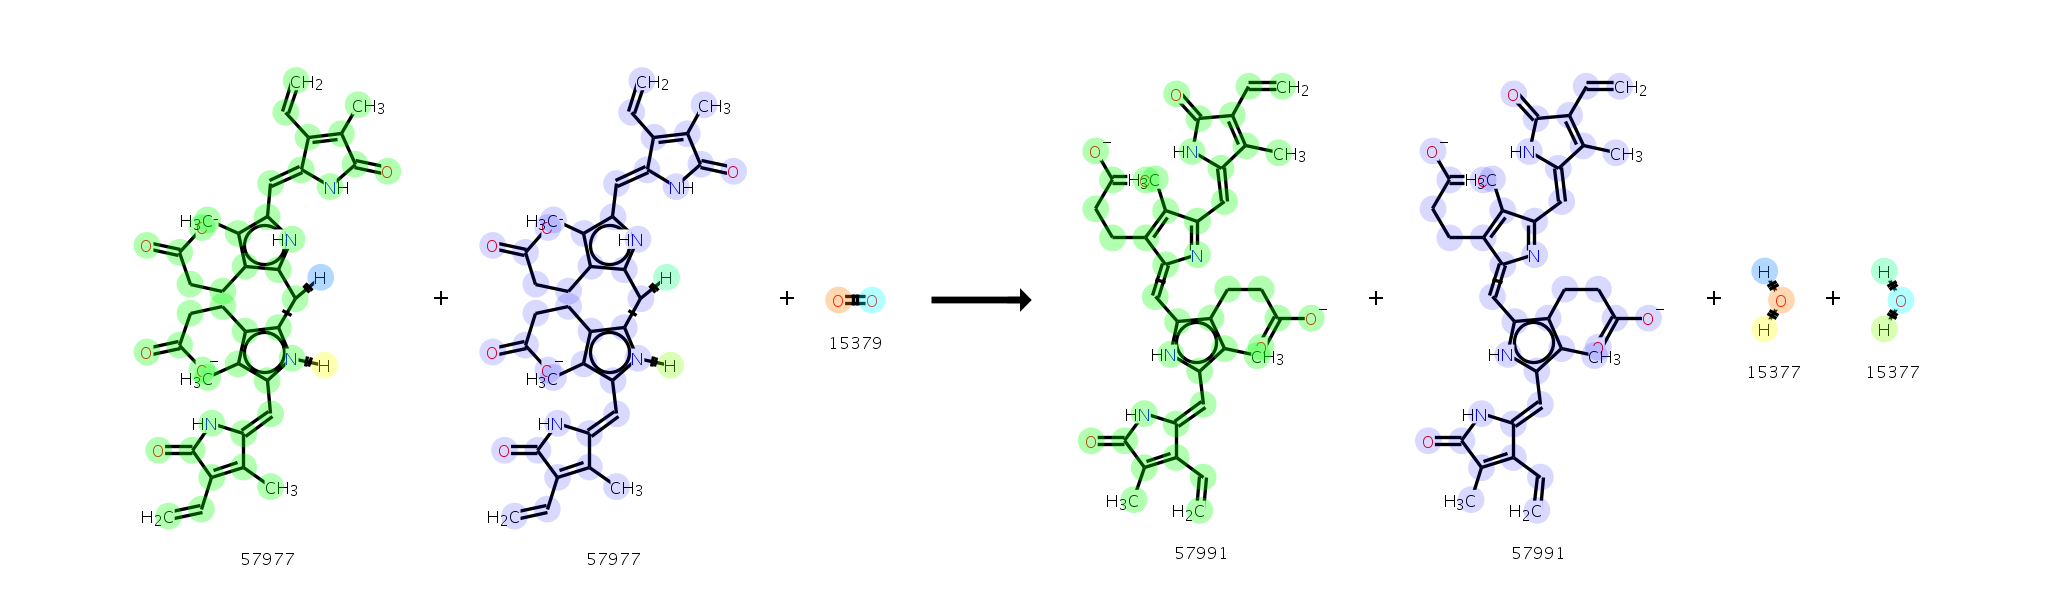 CH2 CH2 O CH2 O CH2
CH3 CH3 O- HN CH3 O- HN CH3
O O
NH NH
H3C H3C
H3C- H3C-
O HN O HN N N
H H H H
+ + O O + + O + O
15379 O- O- H H
O N H O N H HN CH3 HN CH3 15377 15377
O- O-
H3C H3C
HN HN HN HN
O O O O
CH3 CH3 H3C H3C
H2C H2C H2C H2C
57977 57977 57991 57991